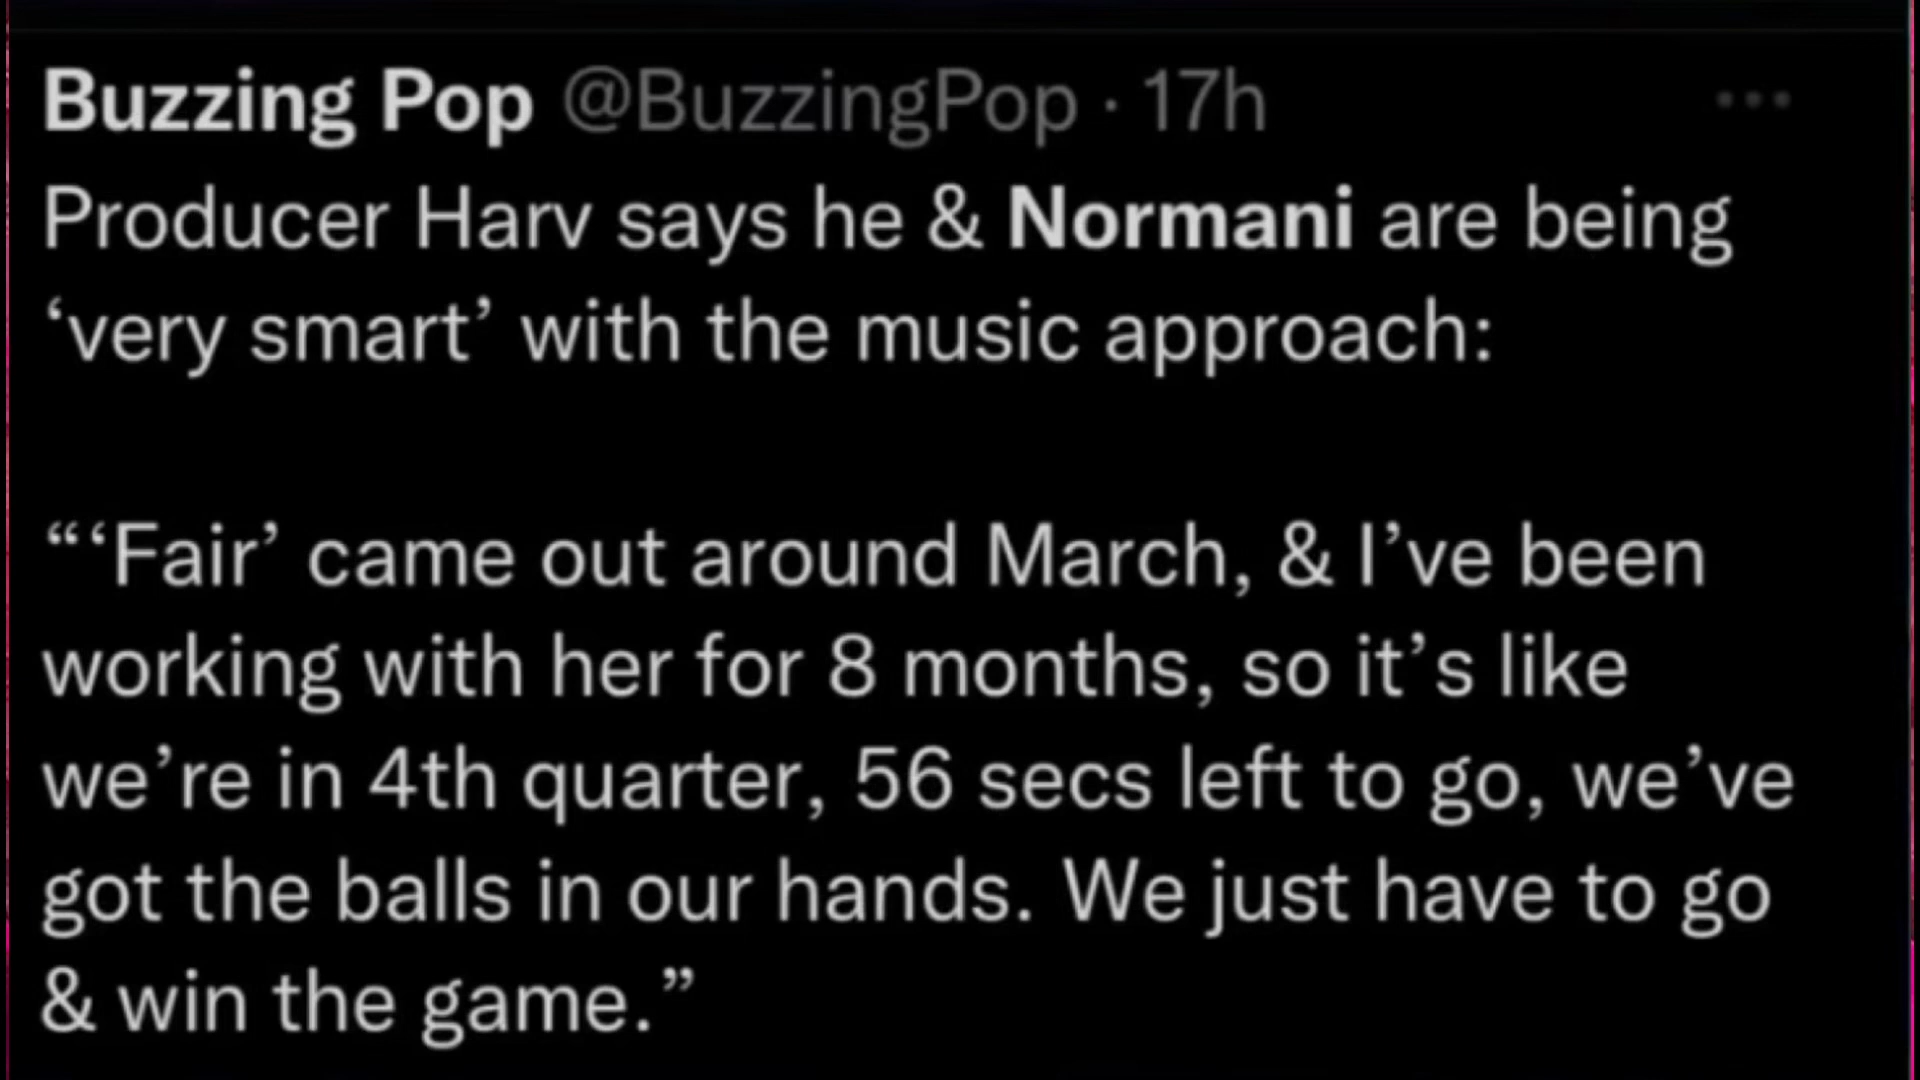 Buzzing Pop @BuzzingPop · 17h
Producer Harv says he & Normani are being
‘very smart’ with the music approach:
“‘Fair’ came out around March, & I’ve been
working with her for 8 months, so it’s like
we’re in 4th quarter, 56 secs left to go, we’ve
got the balls in our hands. We just have to go
& win the game.”